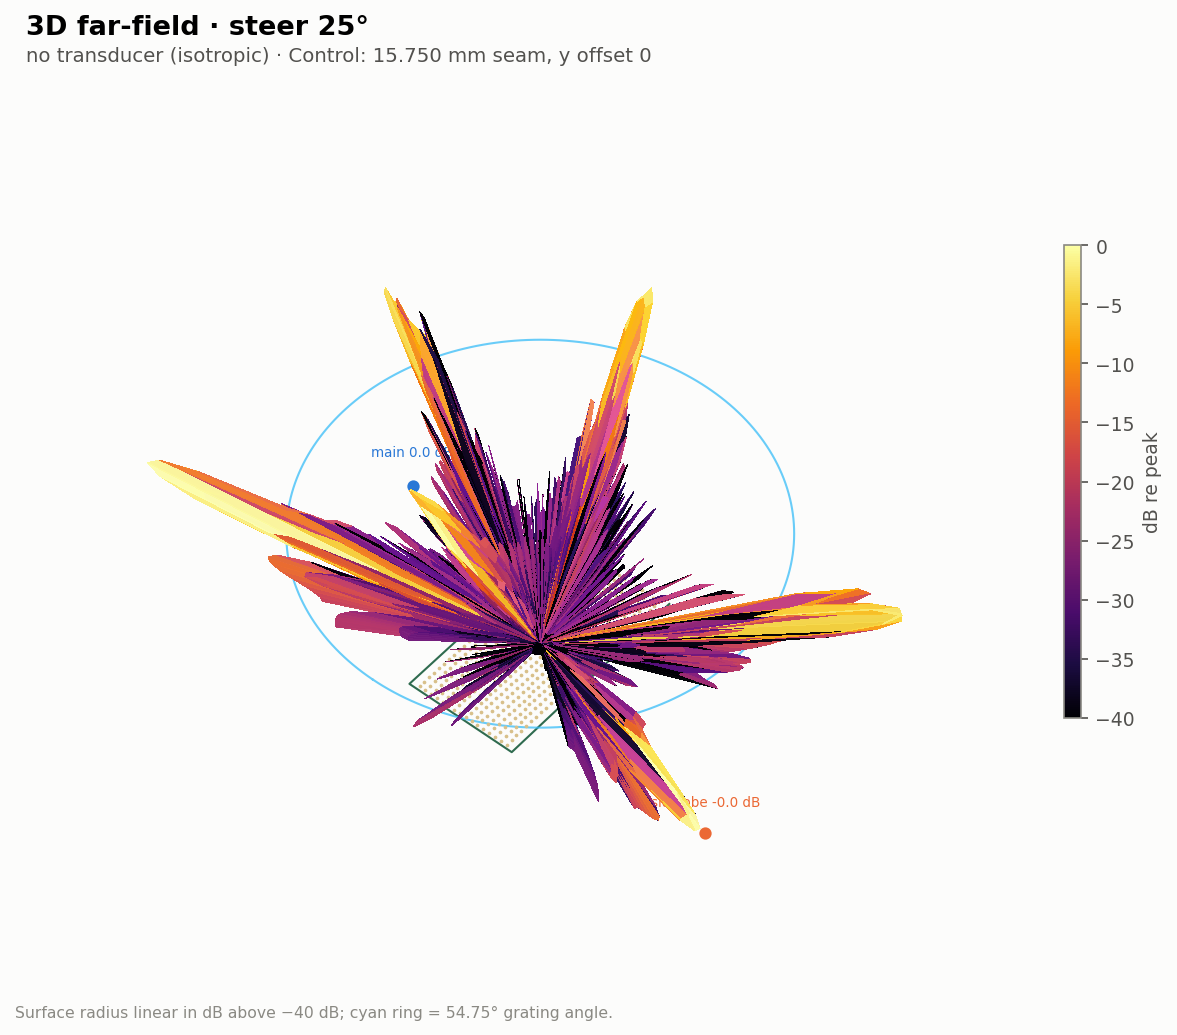 3D far-field · steer 25°
no transducer (isotropic) · Control: 15.750 mm seam, y offset 0
0
−5
−10
−15
−20
−25
−30
−35
−40
dB re peak
main 0.0
-0.0 dB
Surface radius linear in dB above −40 dB; cyan ring = 54.75° grating angle.